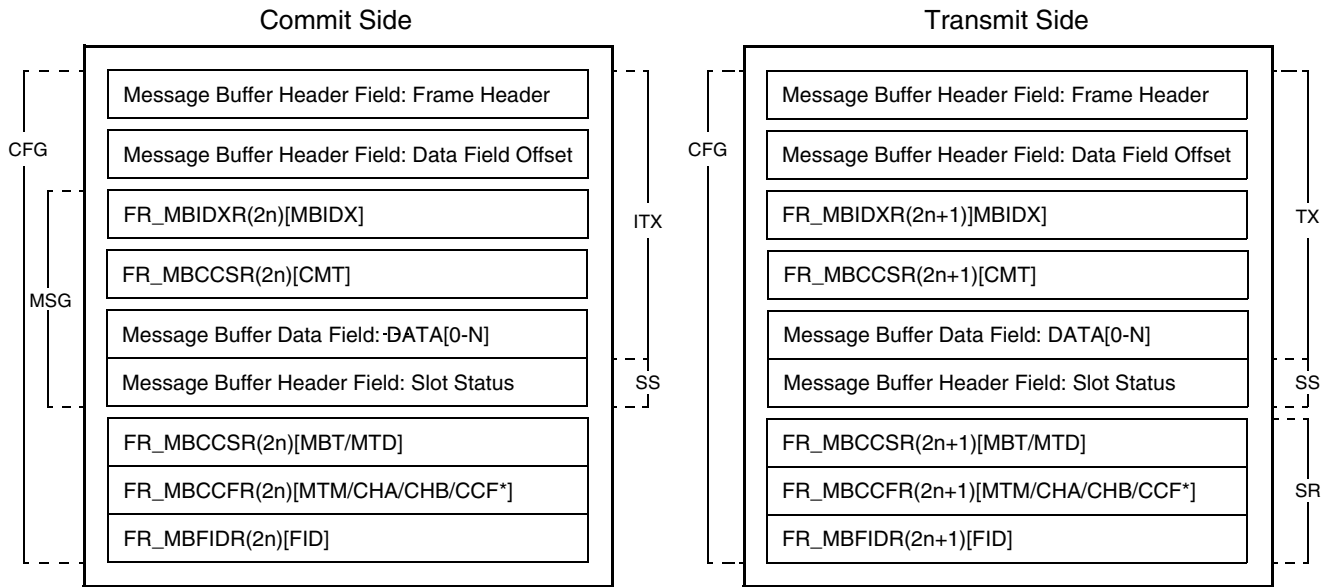 Commit Side
Transmit Side
Message Buffer Header Field: Frame Header
Message Buffer Header Field: Data Field Offset
FR_MBIDXR(2n)[MBIDX]
FR_MBCCSR(2n)[CMT]
Message Buffer Data Field: DATA[0-N]
Message Buffer Header Field: Slot Status
FR_MBCCSR(2n)[MBT/MTD]
FR_MBCCFR(2n)[MTM/CHA/CHB/CCF*]
FR_MBFIDR(2n)[FID]
CFG
MSG
ITX
SS
Message Buffer Header Field: Frame Header
Message Buffer Header Field: Data Field Offset
FR_MBIDXR(2n+1)]MBIDX]
FR_MBCCSR(2n+1)[CMT]
Message Buffer Data Field: DATA[0-N]
Message Buffer Header Field: Slot Status
FR_MBCCSR(2n+1)[MBT/MTD]
FR_MBCCFR(2n+1)[MTM/CHA/CHB/CCF*]
FR_MBFIDR(2n+1)[FID]
CFG
TX
SS
SR